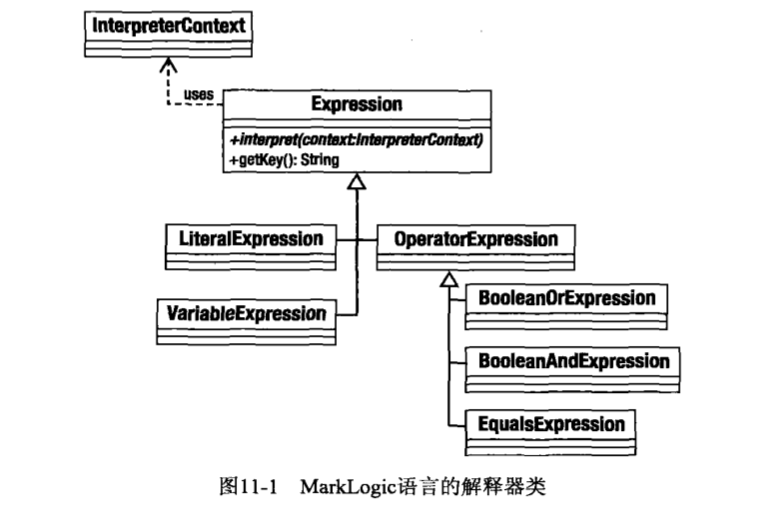 InterpreterContext
uses
Expression
+interpret(context:InterpreterContext)
+getKey(): String
LiteralExpression
OperatorExpression
VariableExpression
BooleanOrExpression
BooleanAndExpression
EqualsExpression
图11-1 MarkLogic语言的解释器类